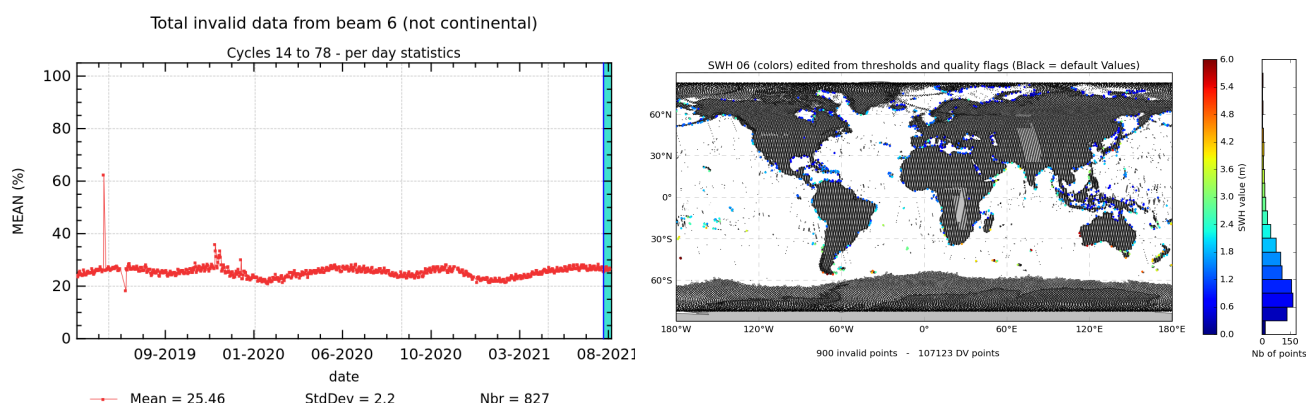 Total invalid data from beam 6 (not continental)
Cycles 14 to 78 - per day statistics
MEAN (%)
100
80
60
40
20
0
09-2019 01-2020 06-2020 10-2020 03-2021 08-2021
date
Mean = 25.46 StdDev = 2.2 Nbr = 827
SWH 06 (colors) edited from thresholds and quality flags (Black = default Values)
60°N
30°N
0°
30°S
60°S
180°W 120°W 60°W 0° 60°E 120°E 180°E
900 invalid points - 107123 DV points
6.0
5.4
4.8
4.2
3.6
3.0
2.4
1.8
1.2
0.6
0.0
SWH value (m)
0 150
Nb of points